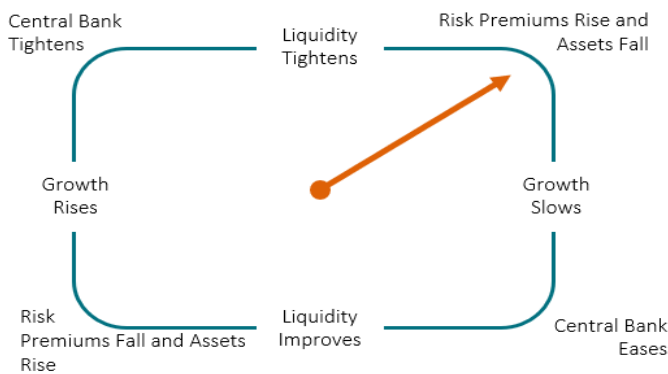 Central Bank
Tightens
Liquidity
Tightens
Risk Premiums Rise and
Assets Fall
Growth
Rises
Growth
Slows
Risk
Premiums Fall and Assets
Rise
Liquidity
Improves
Central Bank
Eases